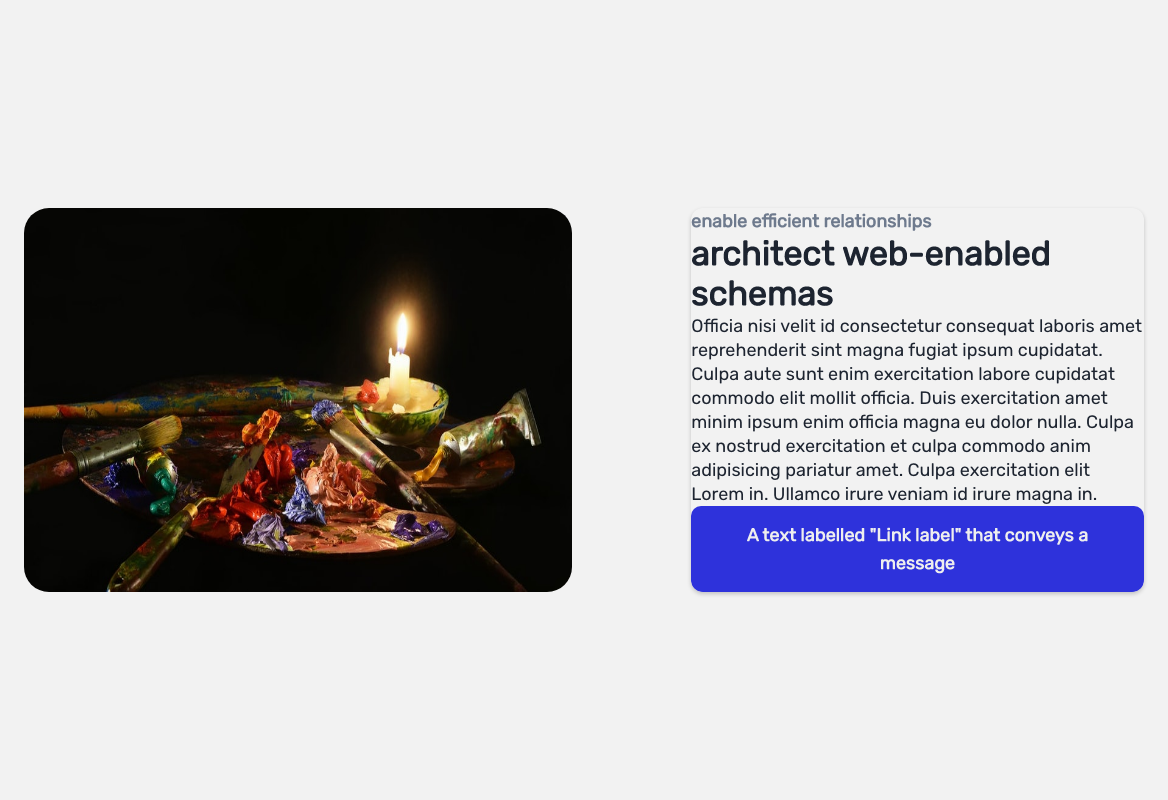 enable efficient relationships
architect web-enabled
schemas
Officia nisi velit id consectetur consequat laboris amet
reprehenderit sint magna fugiat ipsum cupidatat.
Culpa aute sunt enim exercitation labore cupidatat
commodo elit mollit officia. Duis exercitation amet
minim ipsum enim officia magna eu dolor nulla. Culpa
ex nostrud exercitation et culpa commodo anim
adipisicing pariatur amet. Culpa exercitation elit
Lorem in. Ullamco irure veniam id irure magna in.
A text labelled "Link label" that conveys a
message